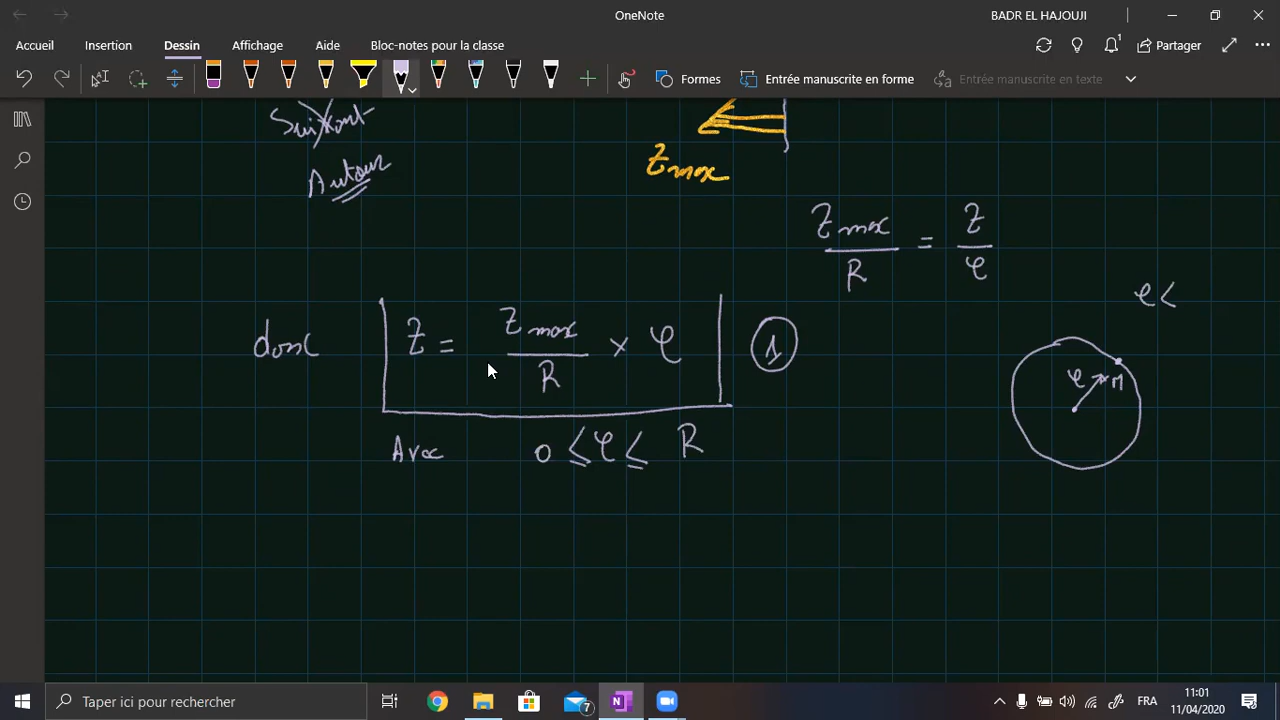 OneNote
BADR EL HAJOUJI
Accueil Insertion Dessin Affichage Aide Bloc-notes pour la classe
Partager
Formes Entrée manuscrite en forme Entrée manuscrite en texte
Autour
τmax
τmax / R = τ / ρ
ρ <
donc τ = τmax / R × ρ 1
ρ M
Avec 0 ≤ ρ ≤ R
Taper ici pour rechercher
7
FRA
11:01
11/04/2020